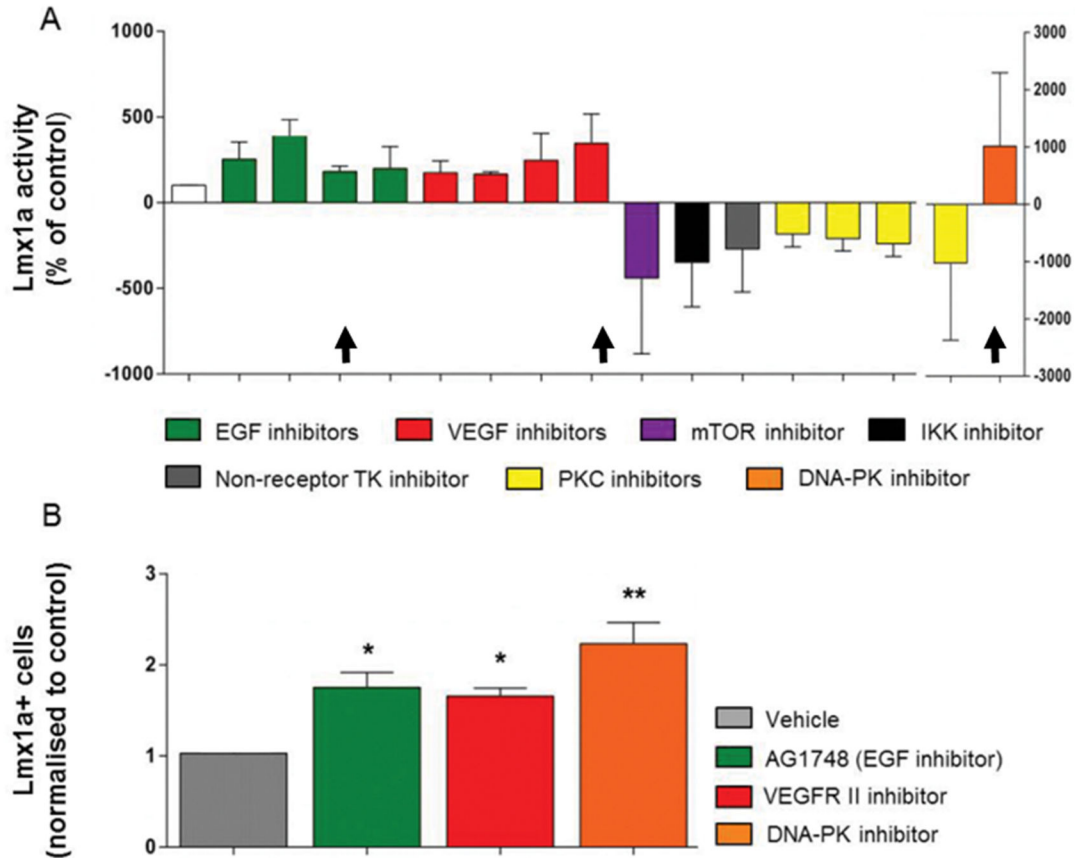 A
Lmx1a activity
(% of control)
1000
500
0
-500
-1000
3000
2000
1000
0
-1000
-2000
-3000
EGF inhibitors VEGF inhibitors mTOR inhibitor IKK inhibitor
Non-receptor TK inhibitor PKC inhibitors DNA-PK inhibitor
B
Lmx1a+ cells
(normalised to control)
3
2
1
0
* * **
Vehicle
AG1748 (EGF inhibitor)
VEGFR II inhibitor
DNA-PK inhibitor